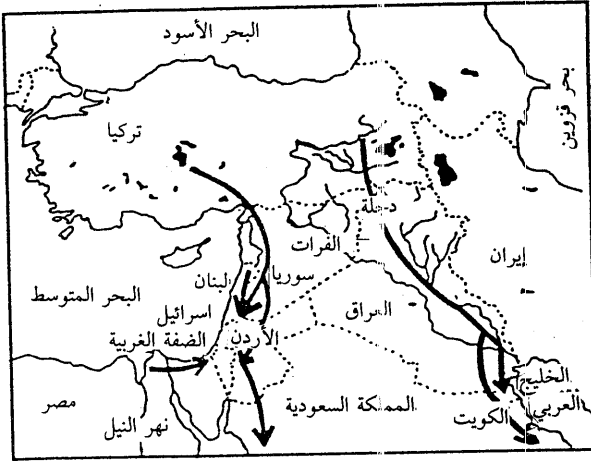 البحر الأسود
بحر قزوين
تركيا
دجلة
الفرات
إيران
لبنان
سوريا
البحر المتوسط
اسرائيل
العراق
الضفة الغربية
الأردن
الخليج
العربي
مصر
نهر النيل
المملكة السعودية
الكويت